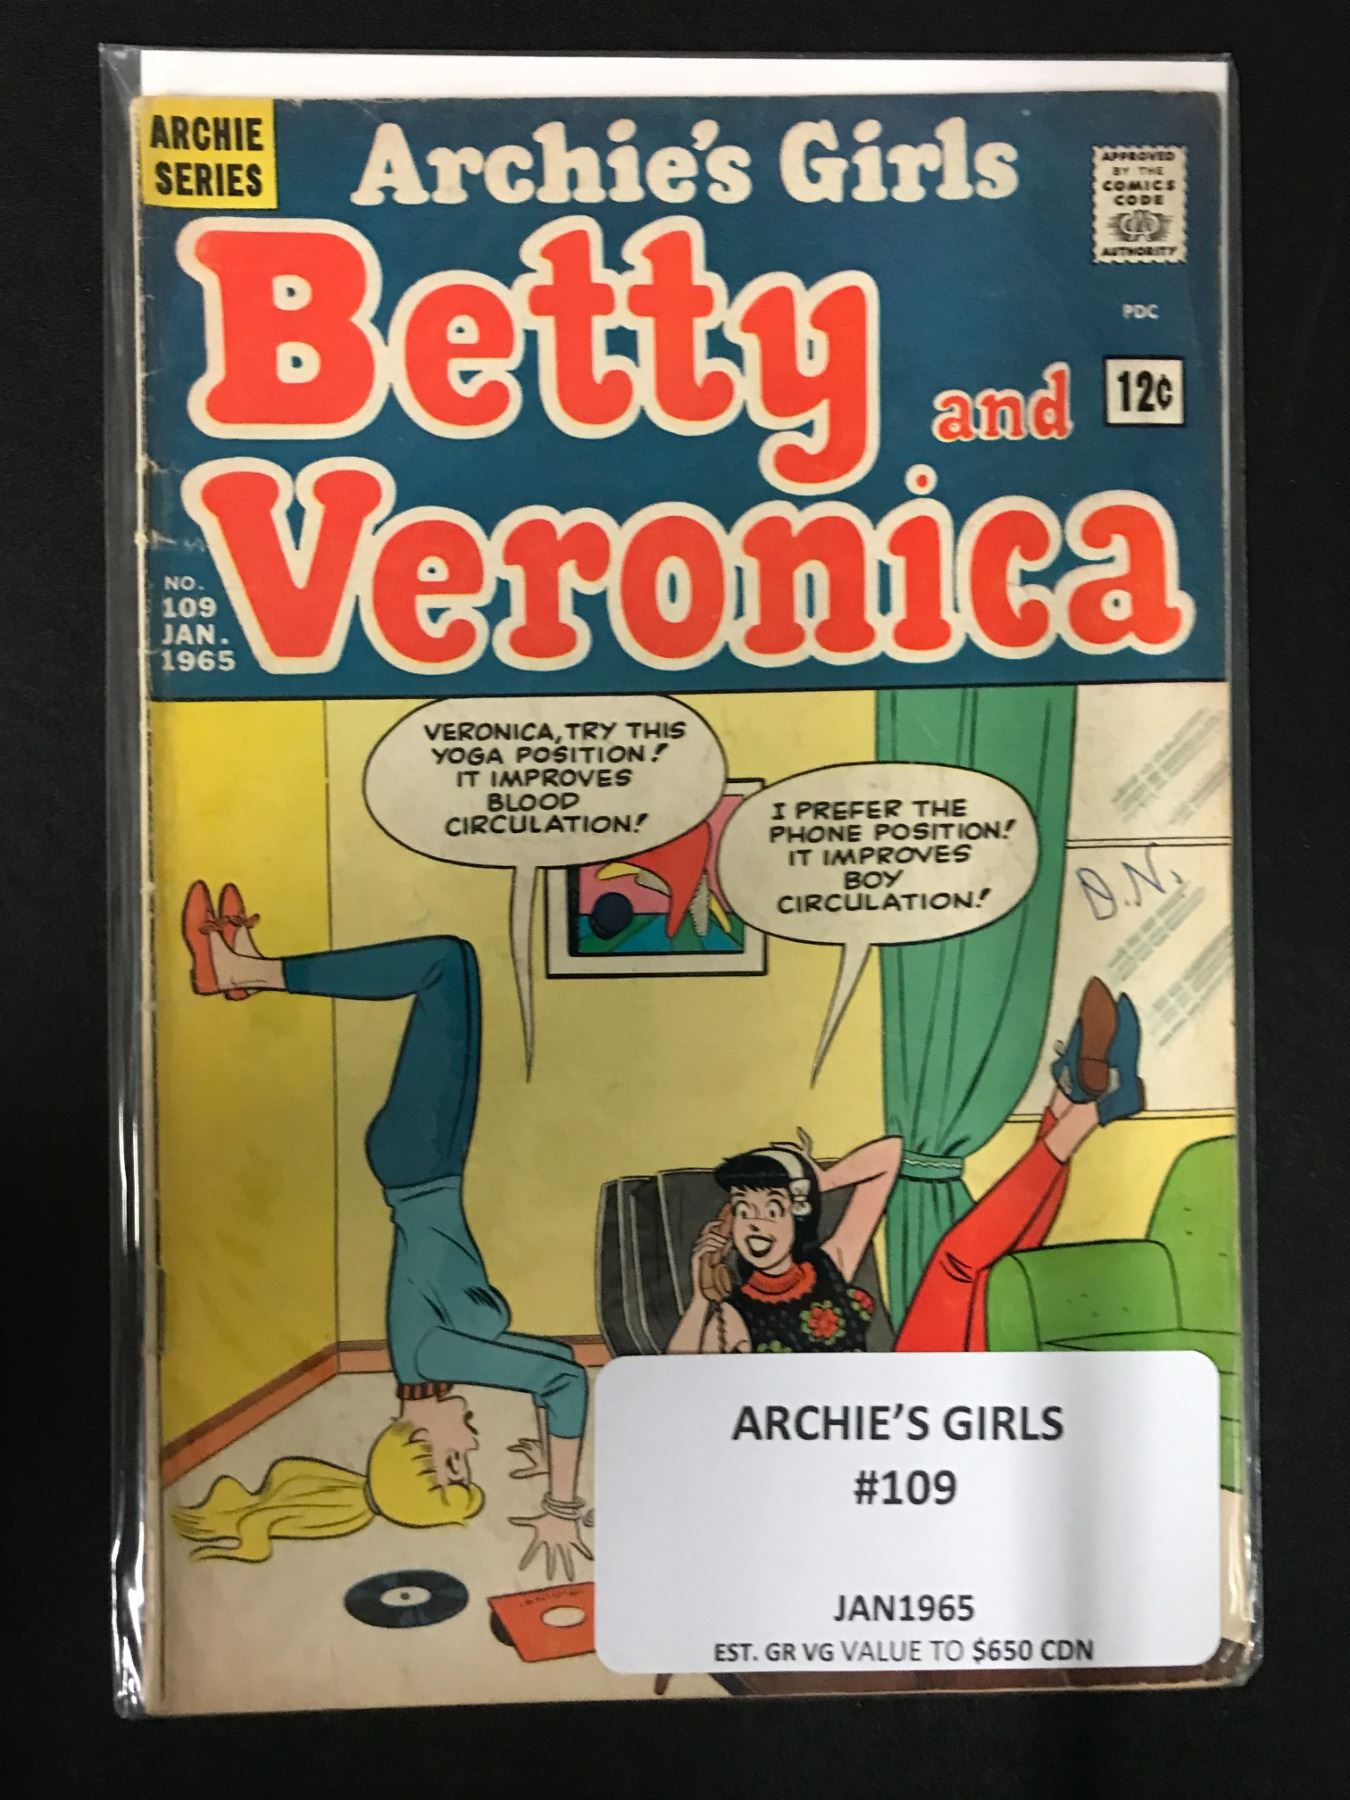 ARCHIE
SERIES
Archie's Girls
Betty
and
Veronica
APPROVED
BY THE
COMICS
CODE
AUTHORITY
PDC
12¢
NO.
109
JAN.
1965
VERONICA, TRY THIS
YOGA POSITION!
IT IMPROVES
BLOOD
CIRCULATION!
I PREFER THE
PHONE POSITION!
IT IMPROVES
BOY
CIRCULATION!
D.N.
ARCHIE'S GIRLS
#109
JAN1965
EST. GR VG VALUE TO $650 CDN